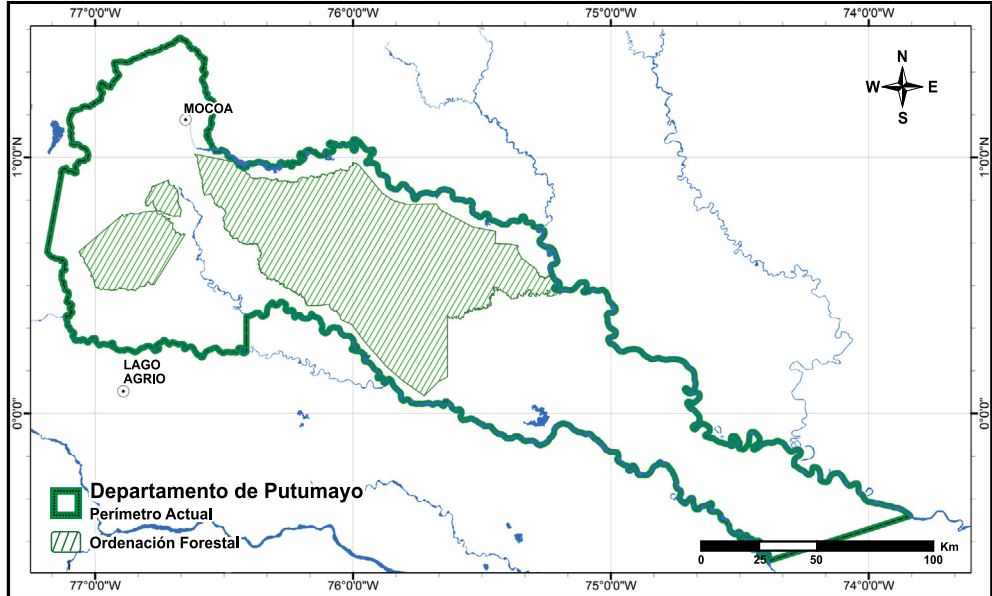 77°0'0"W 76°0'0"W 75°0'0"W 74°0'0"W
N
W E
S
MOCOA
1°0'0"N 1°0'0"N
LAGO
AGRIO
0°0'0" 0°0'0"
Departamento de Putumayo
Perímetro Actual
Ordenación Forestal
Km
0 25 50 100
77°0'0"W 76°0'0"W 75°0'0"W 74°0'0"W